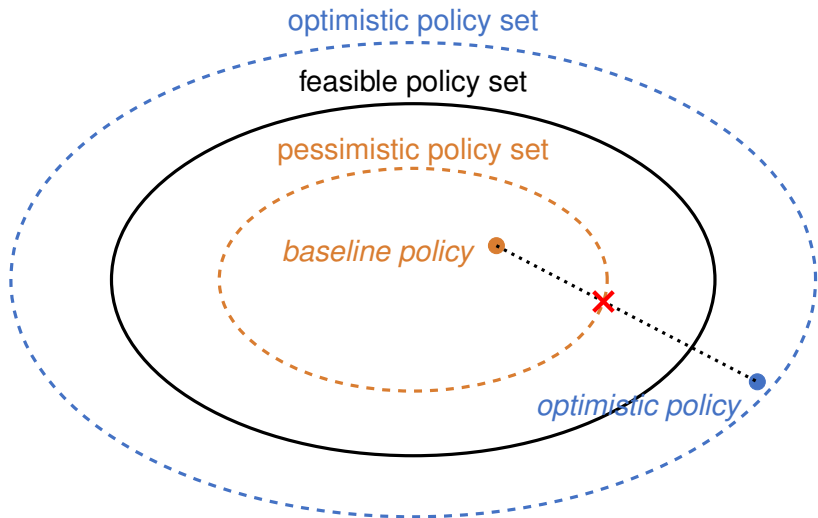 optimistic policy set
feasible policy set
pessimistic policy set
baseline policy
optimistic policy